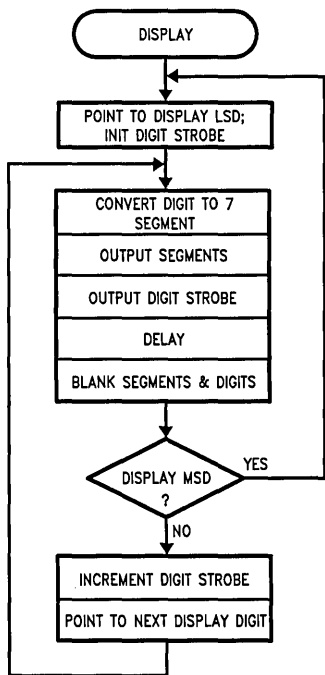 DISPLAY
POINT TO DISPLAY LSD;
INIT DIGIT STROBE
CONVERT DIGIT TO 7
SEGMENT
OUTPUT SEGMENTS
OUTPUT DIGIT STROBE
DELAY
BLANK SEGMENTS & DIGITS
DISPLAY MSD
?
YES
NO
INCREMENT DIGIT STROBE
POINT TO NEXT DISPLAY DIGIT